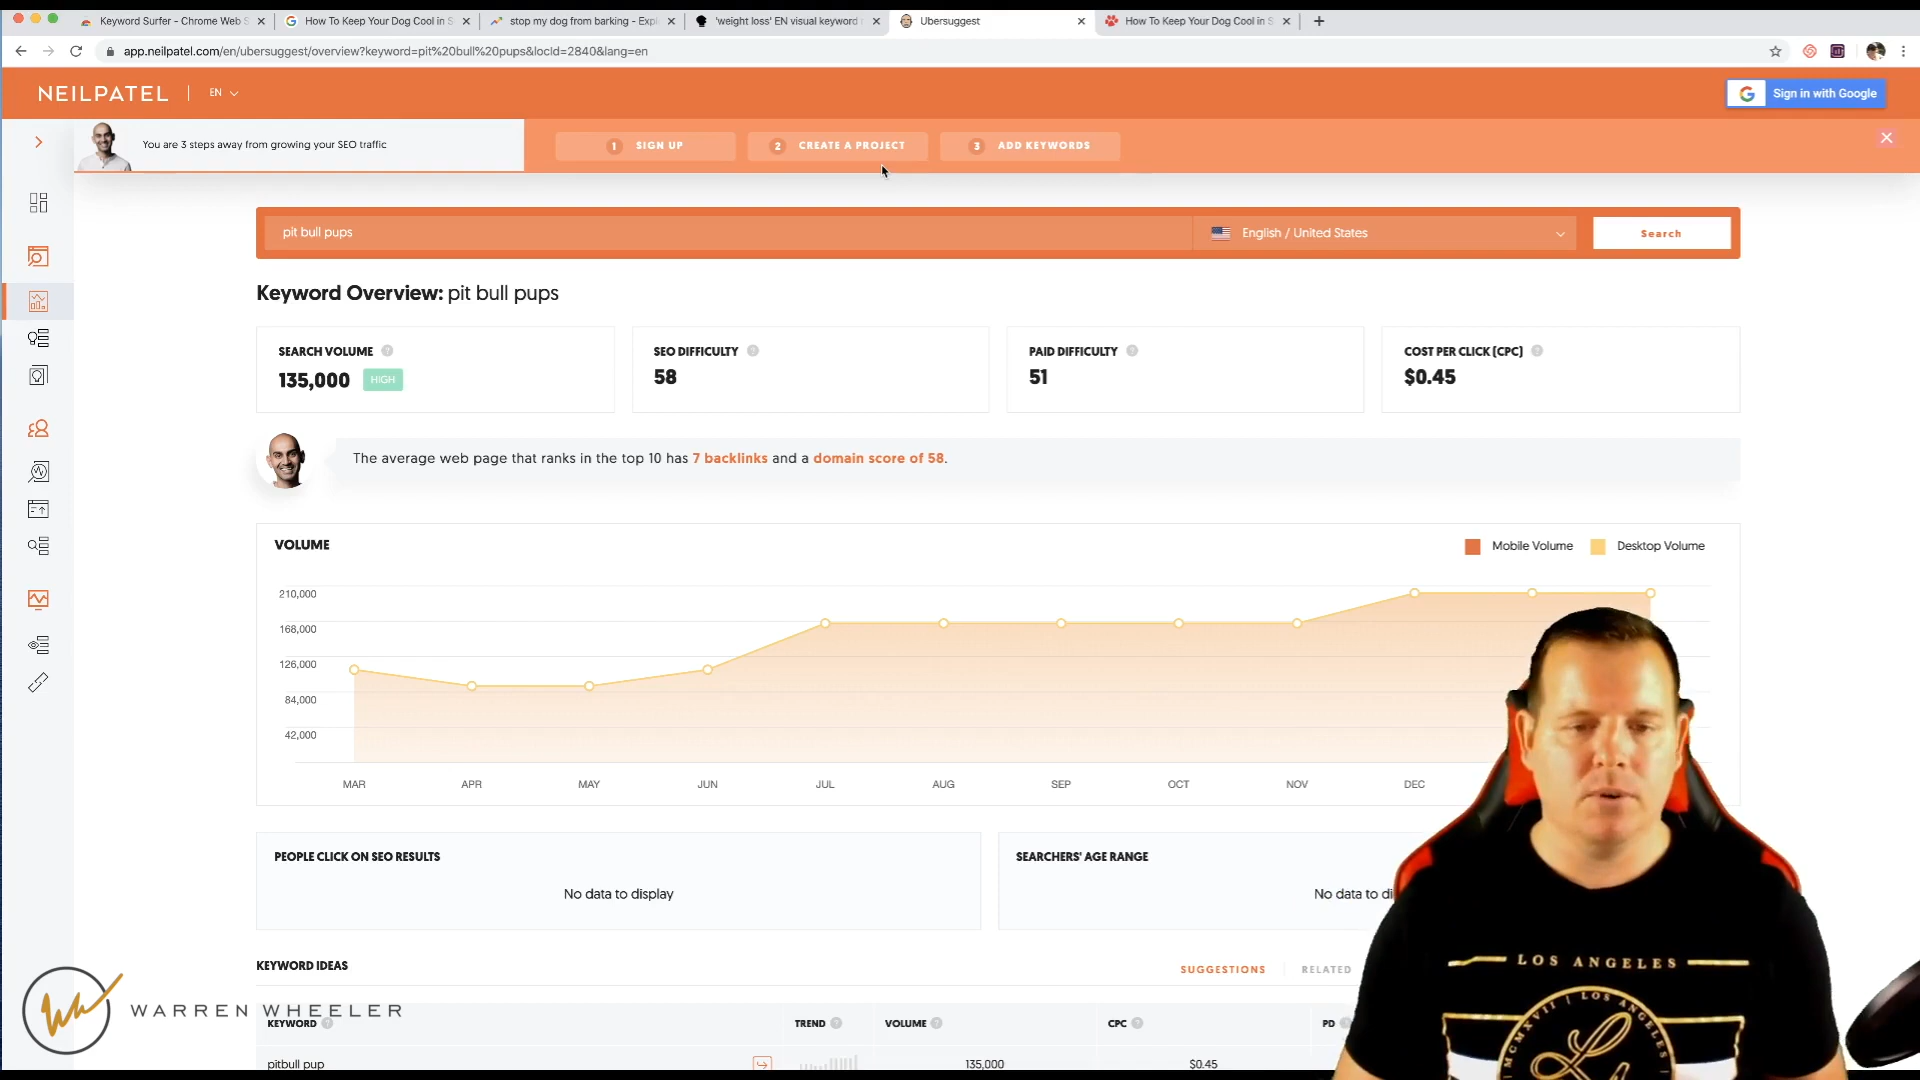 Keyword Surfer - Chrome Web S
How To Keep Your Dog Cool in S
stop my dog from barking - Expl
'weight loss' EN visual keyword
Ubersuggest
How To Keep Your Dog Cool in S
app.neilpatel.com/en/ubersuggest/overview?keyword=pit%20bull%20pups&locId=2840&lang=en
NEILPATEL
EN
Sign in with Google
You are 3 steps away from growing your SEO traffic
1 SIGN UP
2 CREATE A PROJECT
3 ADD KEYWORDS
pit bull pups
English / United States
Search
Keyword Overview: pit bull pups
SEARCH VOLUME ?
135,000 HIGH
SEO DIFFICULTY ?
58
PAID DIFFICULTY ?
51
COST PER CLICK (CPC) ?
$0.45
The average web page that ranks in the top 10 has 7 backlinks and a domain score of 58.
VOLUME
Mobile Volume
Desktop Volume
210,000
168,000
126,000
84,000
42,000
MAR APR MAY JUN JUL AUG SEP OCT NOV DEC
PEOPLE CLICK ON SEO RESULTS
No data to display
SEARCHERS' AGE RANGE
No data to di
KEYWORD IDEAS
SUGGESTIONS
RELATED
WARREN WHEELER
KEYWORD ?
TREND ?
VOLUME ?
CPC ?
PD
pitbull pup
135,000
$0.45
LOS ANGELES
LOS ANGELES
MCMXVII